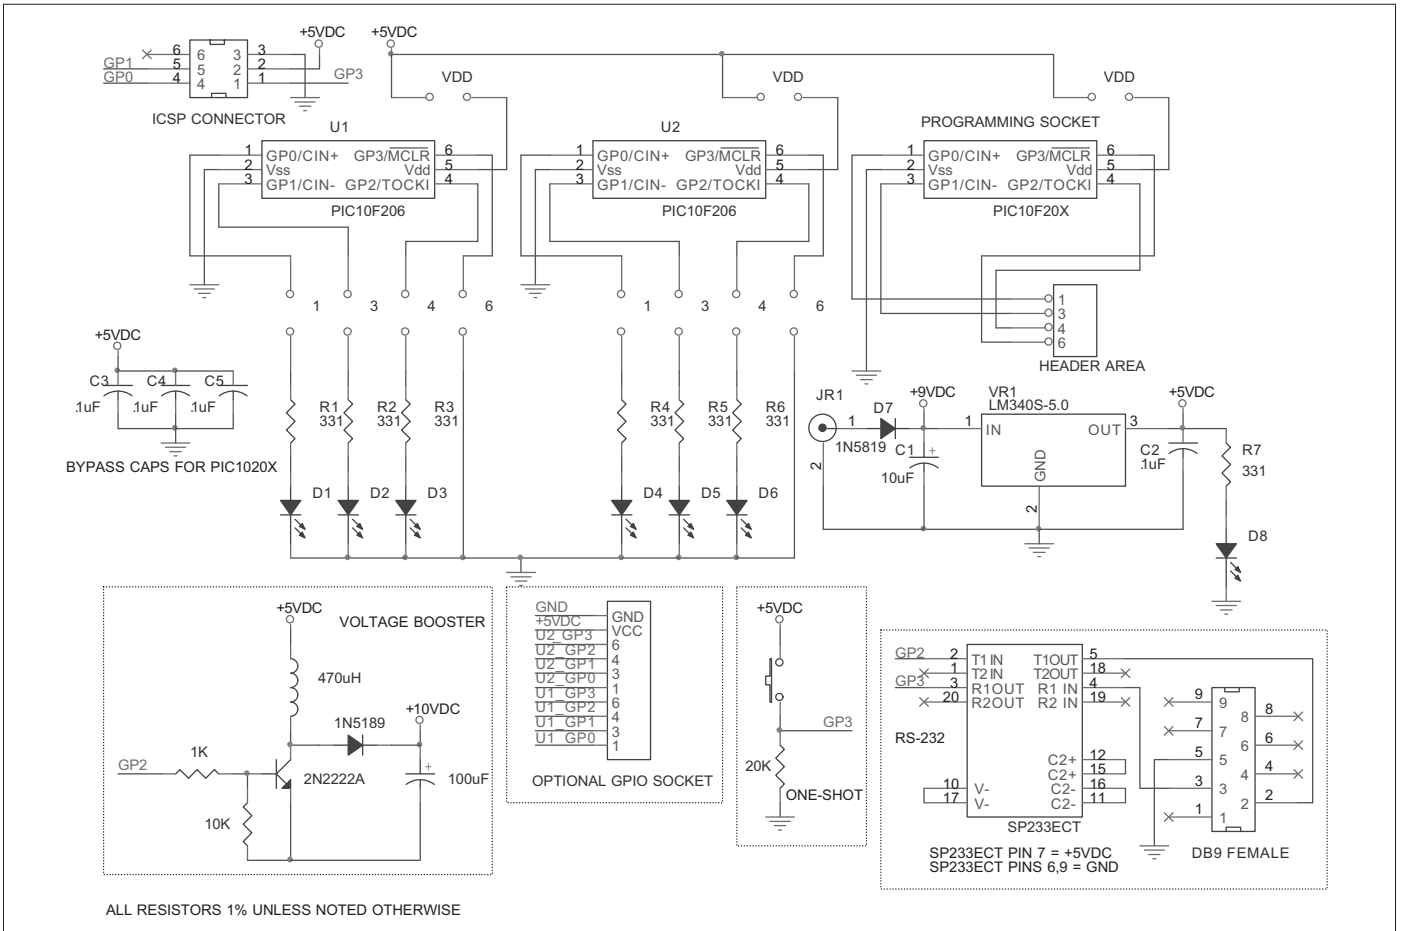 +5VDC
+5VDC
6 6 3 3
GP1 5 5 2 2
GP0 4 4 1 1 GP3
ICSP CONNECTOR
VDD
VDD
VDD
U1
1 GP0/CIN+ GP3/MCLR 6
2 Vss Vdd 5
3 GP1/CIN- GP2/TOCKI 4
PIC10F206
U2
1 GP0/CIN+ GP3/MCLR 6
2 Vss Vdd 5
3 GP1/CIN- GP2/TOCKI 4
PIC10F206
PROGRAMMING SOCKET
1 GP0/CIN+ GP3/MCLR 6
2 Vss Vdd 5
3 GP1/CIN- GP2/TOCKI 4
PIC10F20X
1 3 4 6
1 3 4 6
1
3
4
6
HEADER AREA
+5VDC
C3 C4 C5
.1uF .1uF .1uF
BYPASS CAPS FOR PIC1020X
R1 R2 R3
331 331 331
D1 D2 D3
R4 R5 R6
331 331 331
D4 D5 D6
JR1
1
2
D7
1N5819
+9VDC
C1
+
10uF
VR1
LM340S-5.0
1 IN OUT 3
GND
2
+5VDC
C2
.1uF
R7
331
D8
+5VDC
VOLTAGE BOOSTER
470uH
1N5189
+10VDC
+
100uF
GP2
1K
2N2222A
10K
GND GND
+5VDC VCC
U2_GP3 6
U2_GP2 4
U2_GP1 3
U2_GP0 1
U1_GP3 6
U1_GP2 4
U1_GP1 3
U1_GP0 1
OPTIONAL GPIO SOCKET
+5VDC
GP3
20K
ONE-SHOT
GP2 2 T1 IN T1OUT 5
1 T2 IN T2OUT 18
GP3 3 R1OUT R1 IN 4
20 R2OUT R2 IN 19
RS-232
C2+ 12
C2+ 15
10 V- C2- 16
17 V- C2- 11
SP233ECT
SP233ECT PIN 7 = +5VDC
SP233ECT PINS 6,9 = GND
9 9
8 8
7 7
6 6
5 5
4 4
3 3
2 2
1 1
DB9 FEMALE
ALL RESISTORS 1% UNLESS NOTED OTHERWISE